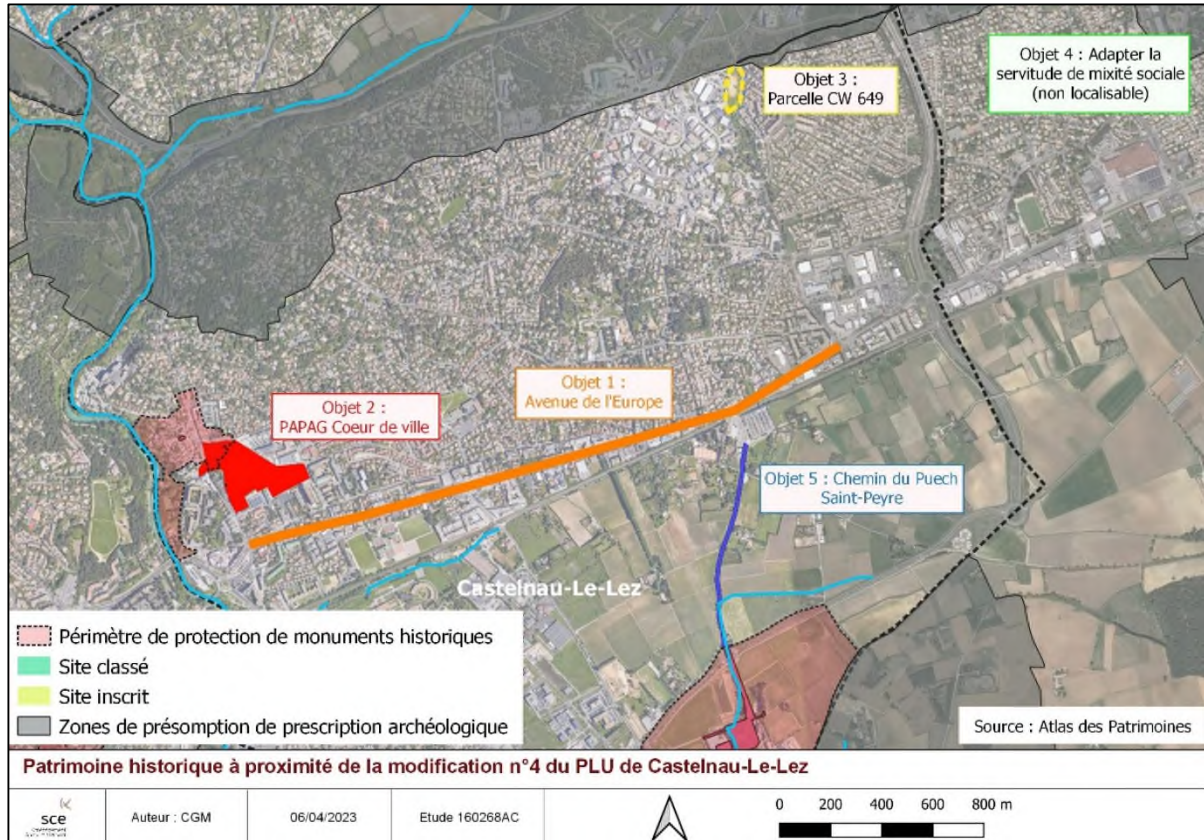 Objet 3 :
Parcelle CW 649
Objet 4 : Adapter la
servitude de mixité sociale
(non localisable)
Objet 2 :
PAPAG Coeur de ville
Objet 1 :
Avenue de l'Europe
Objet 5 : Chemin du Puech
Saint-Peyre
Castelnau-Le-Lez
Périmètre de protection de monuments historiques
Site classé
Site inscrit
Zones de présomption de prescription archéologique
Source : Atlas des Patrimoines
Patrimoine historique à proximité de la modification n°4 du PLU de Castelnau-Le-Lez
sce
Auteur : CGM
06/04/2023
Etude 160268AC
0 200 400 600 800 m